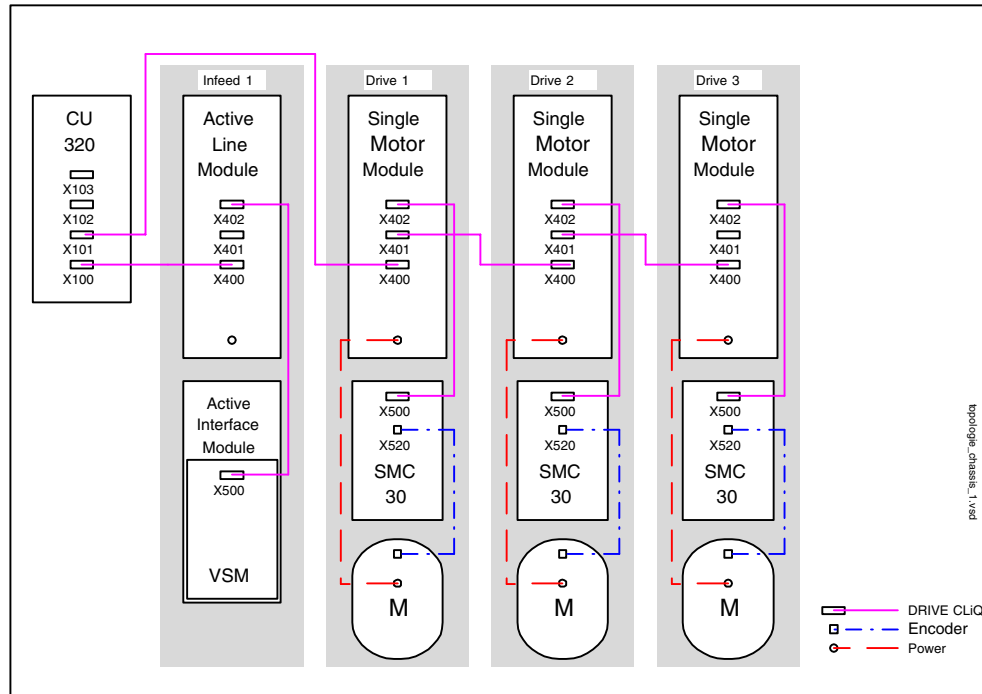 Infeed 1
Drive 1
Drive 2
Drive 3
CU
320
X103
X102
X101
X100
Active
Line
Module
X402
X401
X400
Active
Interface
Module
X500
VSM
Single
Motor
Module
X402
X401
X400
X500
X520
SMC
30
M
Single
Motor
Module
X402
X401
X400
X500
X520
SMC
30
M
Single
Motor
Module
X402
X401
X400
X500
X520
SMC
30
M
topologie_chassis_1.vsd
DRIVE CLiQ
Encoder
Power